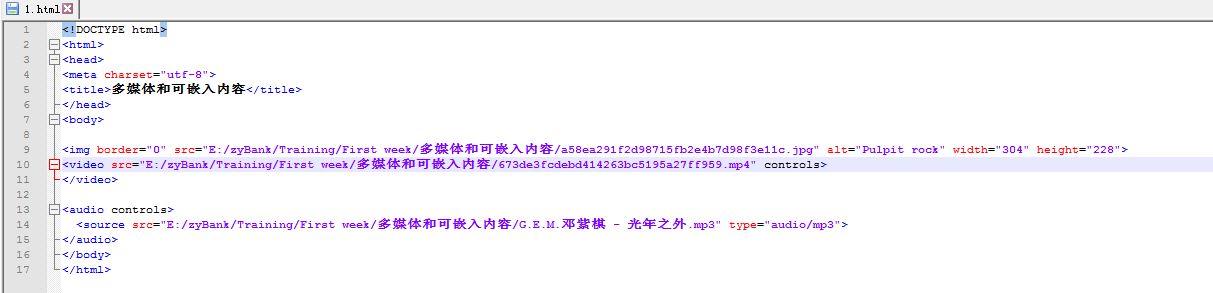 1.html
1 <!DOCTYPE html>
2 <html>
3 <head>
4 <meta charset="utf-8">
5 <title>多媒体和可嵌入内容</title>
6 </head>
7 <body>
8
9 <img border="0" src="E:/zyBank/Training/First week/多媒体和可嵌入内容/a58ea291f2d98715fb2e4b7d98f3e11c.jpg" alt="Pulpit rock" width="304" height="228">
10 <video src="E:/zyBank/Training/First week/多媒体和可嵌入内容/673de3fcdebd414263bc5195a27ff959.mp4" controls>
11 </video>
12
13 <audio controls>
14 <source src="E:/zyBank/Training/First week/多媒体和可嵌入内容/G.E.M.邓紫棋 - 光年之外.mp3" type="audio/mp3">
15 </audio>
16 </body>
17 </html>